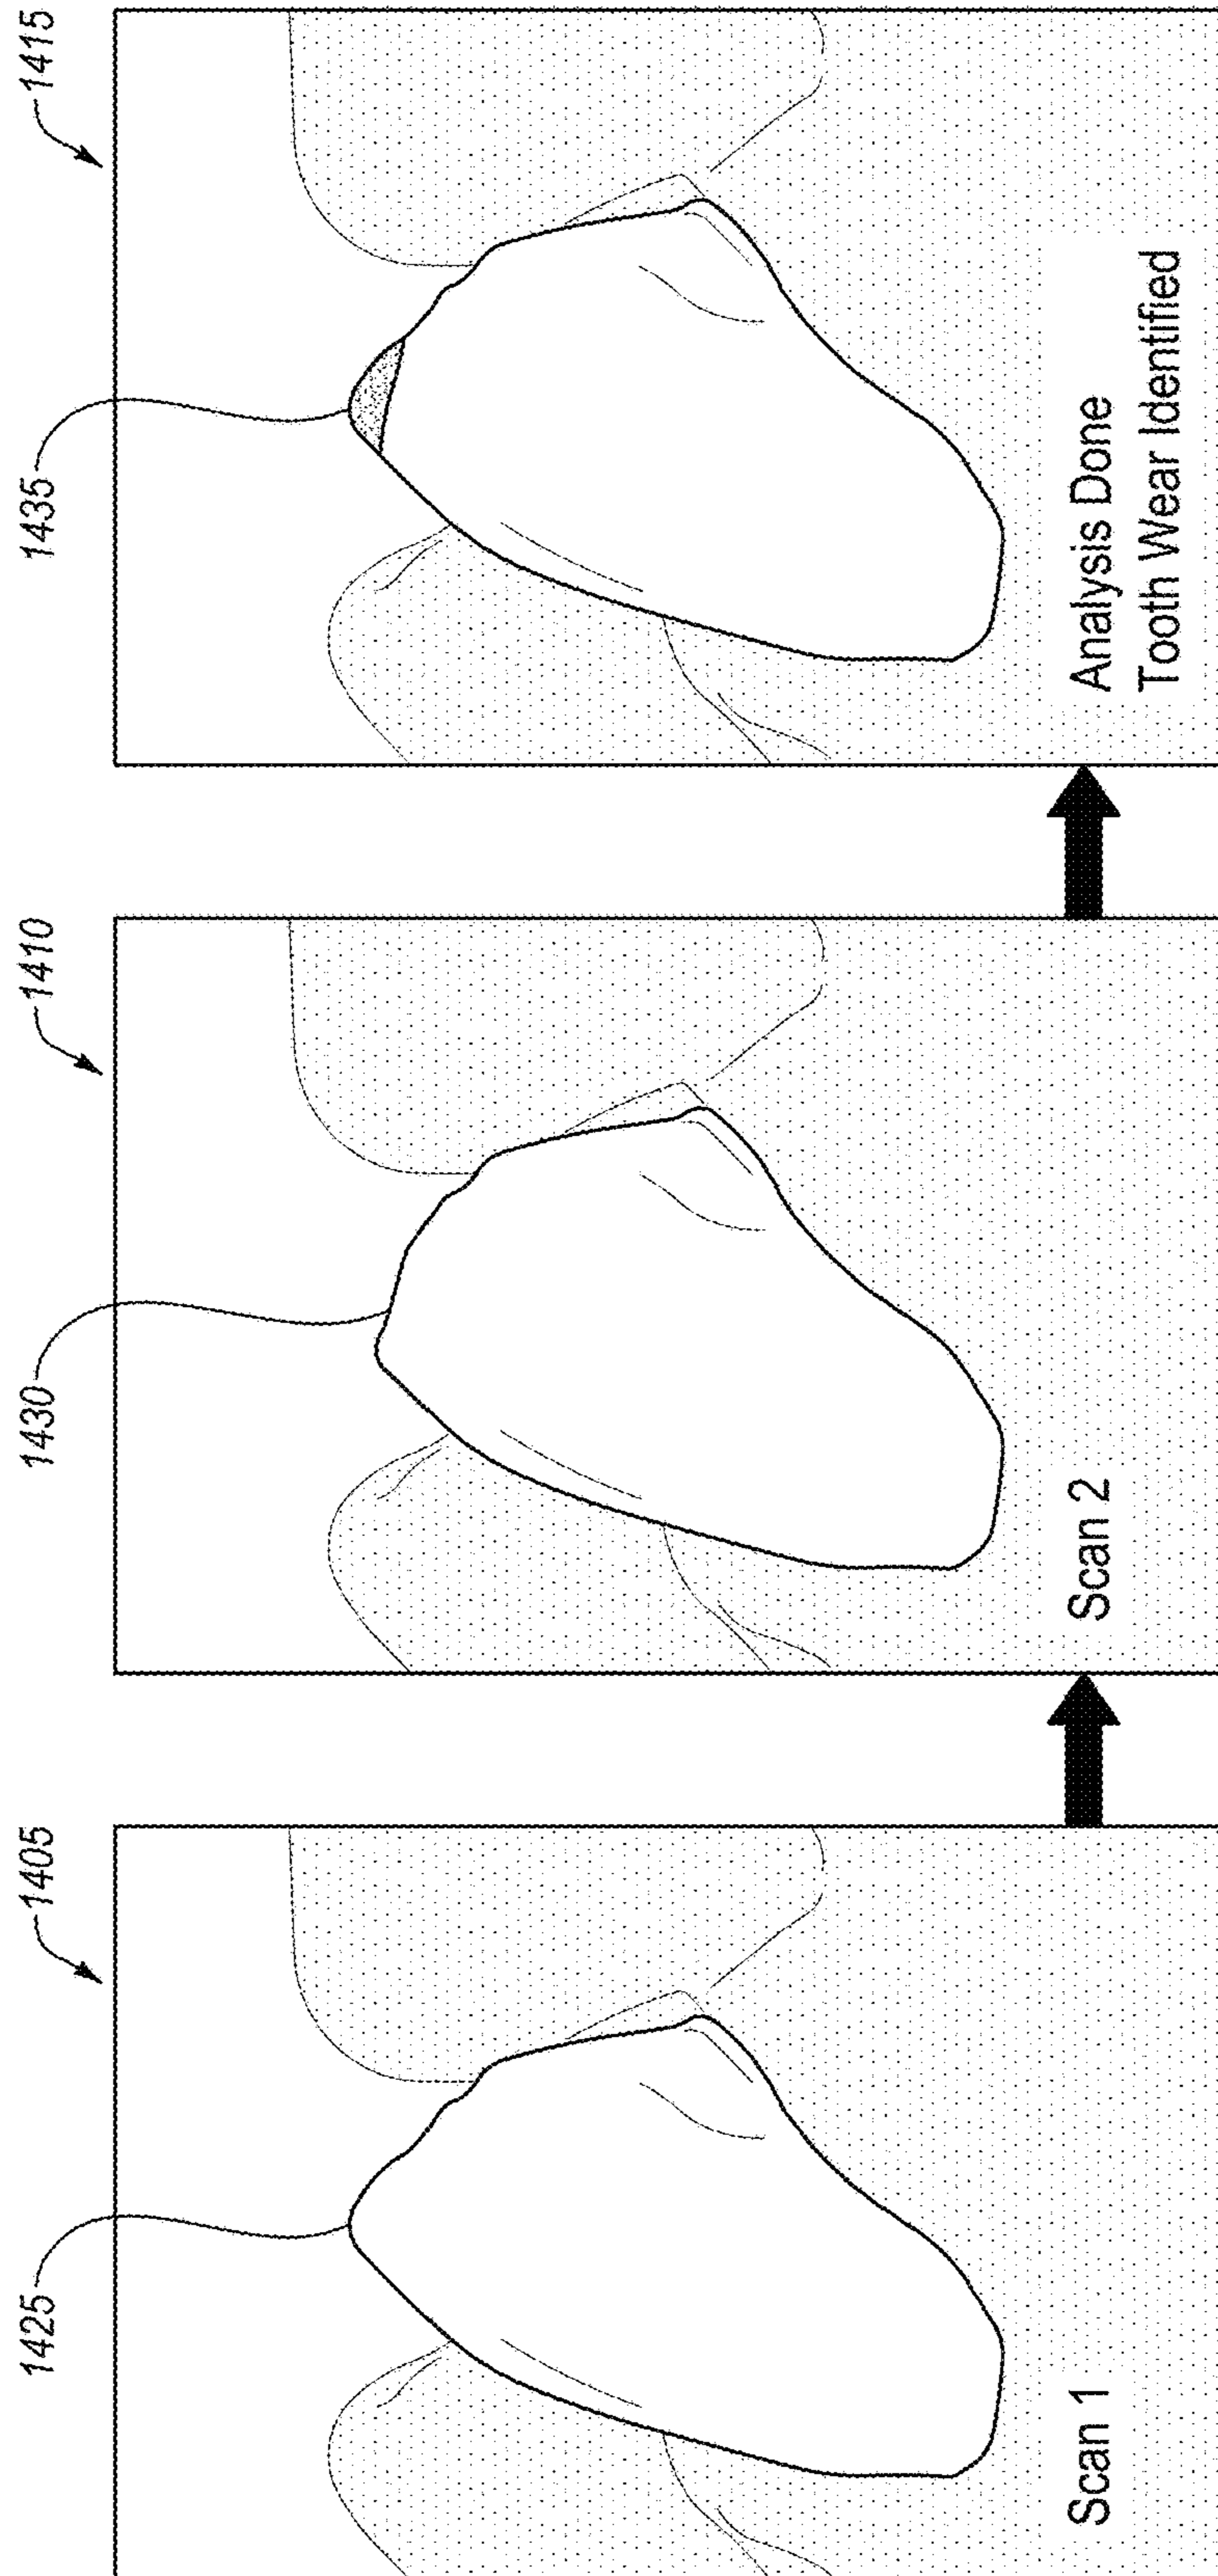 1405
1425
Scan 1
1410
1430
Scan 2
1415
1435
Analysis Done
Tooth Wear Identified